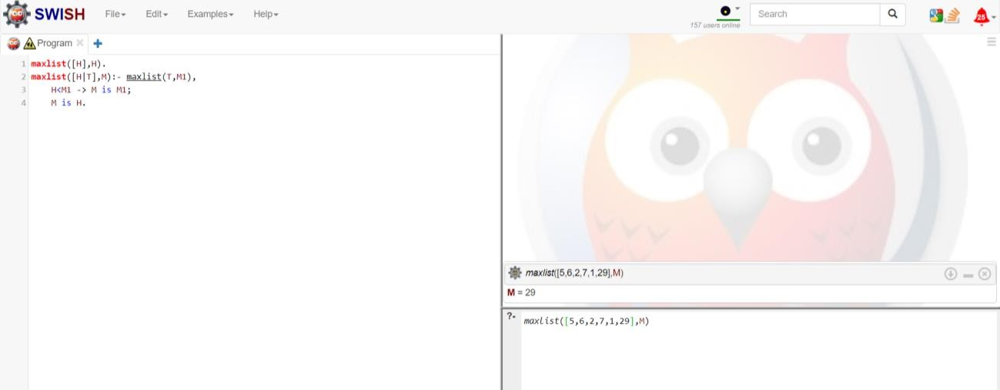 SWISH File Edit Examples Help Search
157 users online 25
Program
1 maxlist([H],H).
2 maxlist([H|T],M):- maxlist(T,M1),
3 H<M1 -> M is M1;
4 M is H.
maxlist([5,6,2,7,1,29],M)
M = 29
?- maxlist([5,6,2,7,1,29],M)